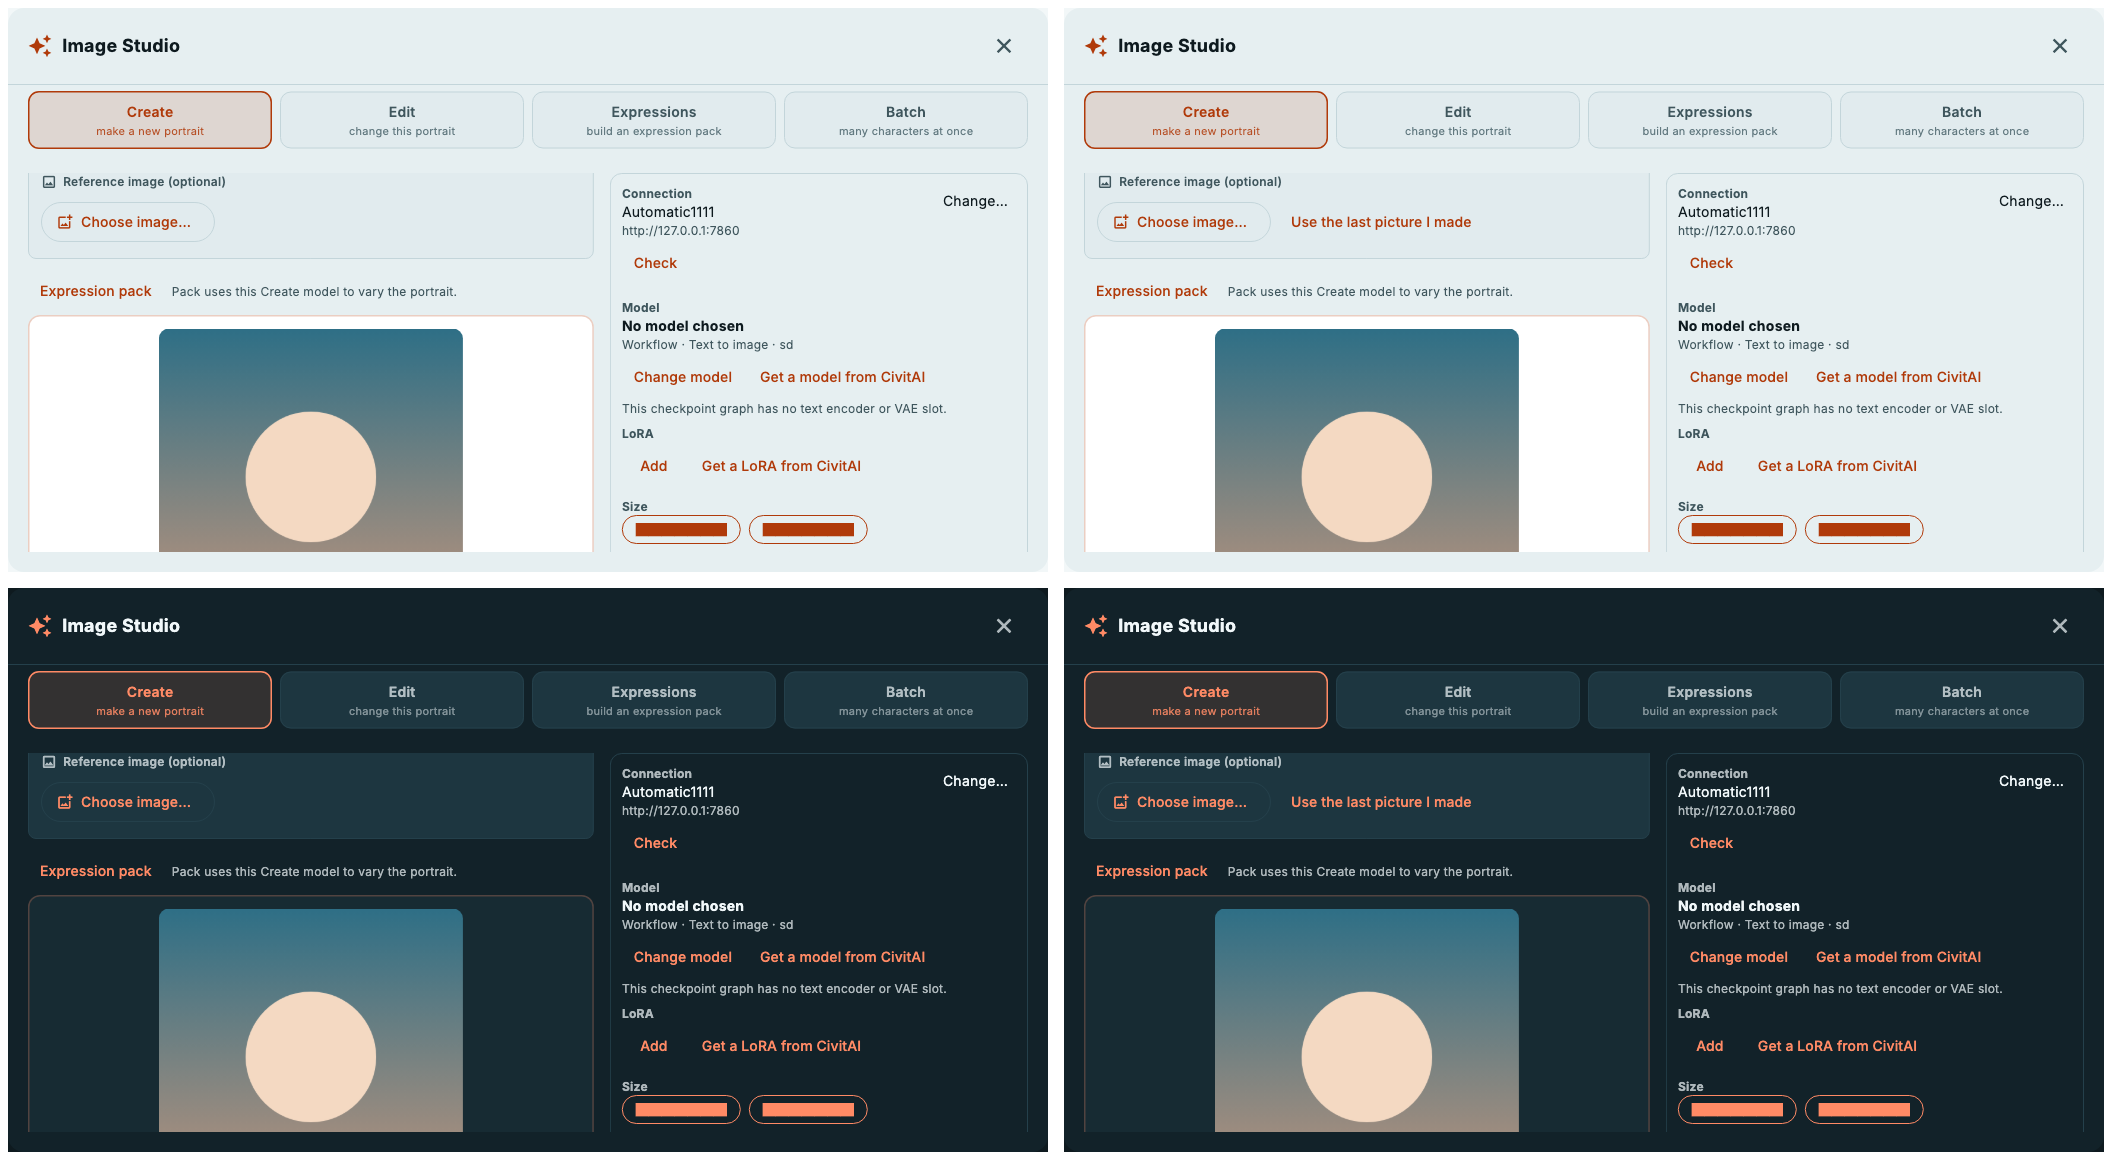 Image Studio
Create
make a new portrait
Edit
change this portrait
Expressions
build an expression pack
Batch
many characters at once
Reference image (optional)
Choose image...
Expression pack
Pack uses this Create model to vary the portrait.
Connection
Automatic1111
http://127.0.0.1:7860
Change...
Check
Model
No model chosen
Workflow · Text to image · sd
Change model
Get a model from CivitAI
This checkpoint graph has no text encoder or VAE slot.
LoRA
Add
Get a LoRA from CivitAI
Size
Image Studio
Create
make a new portrait
Edit
change this portrait
Expressions
build an expression pack
Batch
many characters at once
Reference image (optional)
Choose image...
Use the last picture I made
Expression pack
Pack uses this Create model to vary the portrait.
Connection
Automatic1111
http://127.0.0.1:7860
Change...
Check
Model
No model chosen
Workflow · Text to image · sd
Change model
Get a model from CivitAI
This checkpoint graph has no text encoder or VAE slot.
LoRA
Add
Get a LoRA from CivitAI
Size
Image Studio
Create
make a new portrait
Edit
change this portrait
Expressions
build an expression pack
Batch
many characters at once
Reference image (optional)
Choose image...
Expression pack
Pack uses this Create model to vary the portrait.
Connection
Automatic1111
http://127.0.0.1:7860
Change...
Check
Model
No model chosen
Workflow · Text to image · sd
Change model
Get a model from CivitAI
This checkpoint graph has no text encoder or VAE slot.
LoRA
Add
Get a LoRA from CivitAI
Size
Image Studio
Create
make a new portrait
Edit
change this portrait
Expressions
build an expression pack
Batch
many characters at once
Reference image (optional)
Choose image...
Use the last picture I made
Expression pack
Pack uses this Create model to vary the portrait.
Connection
Automatic1111
http://127.0.0.1:7860
Change...
Check
Model
No model chosen
Workflow · Text to image · sd
Change model
Get a model from CivitAI
This checkpoint graph has no text encoder or VAE slot.
LoRA
Add
Get a LoRA from CivitAI
Size